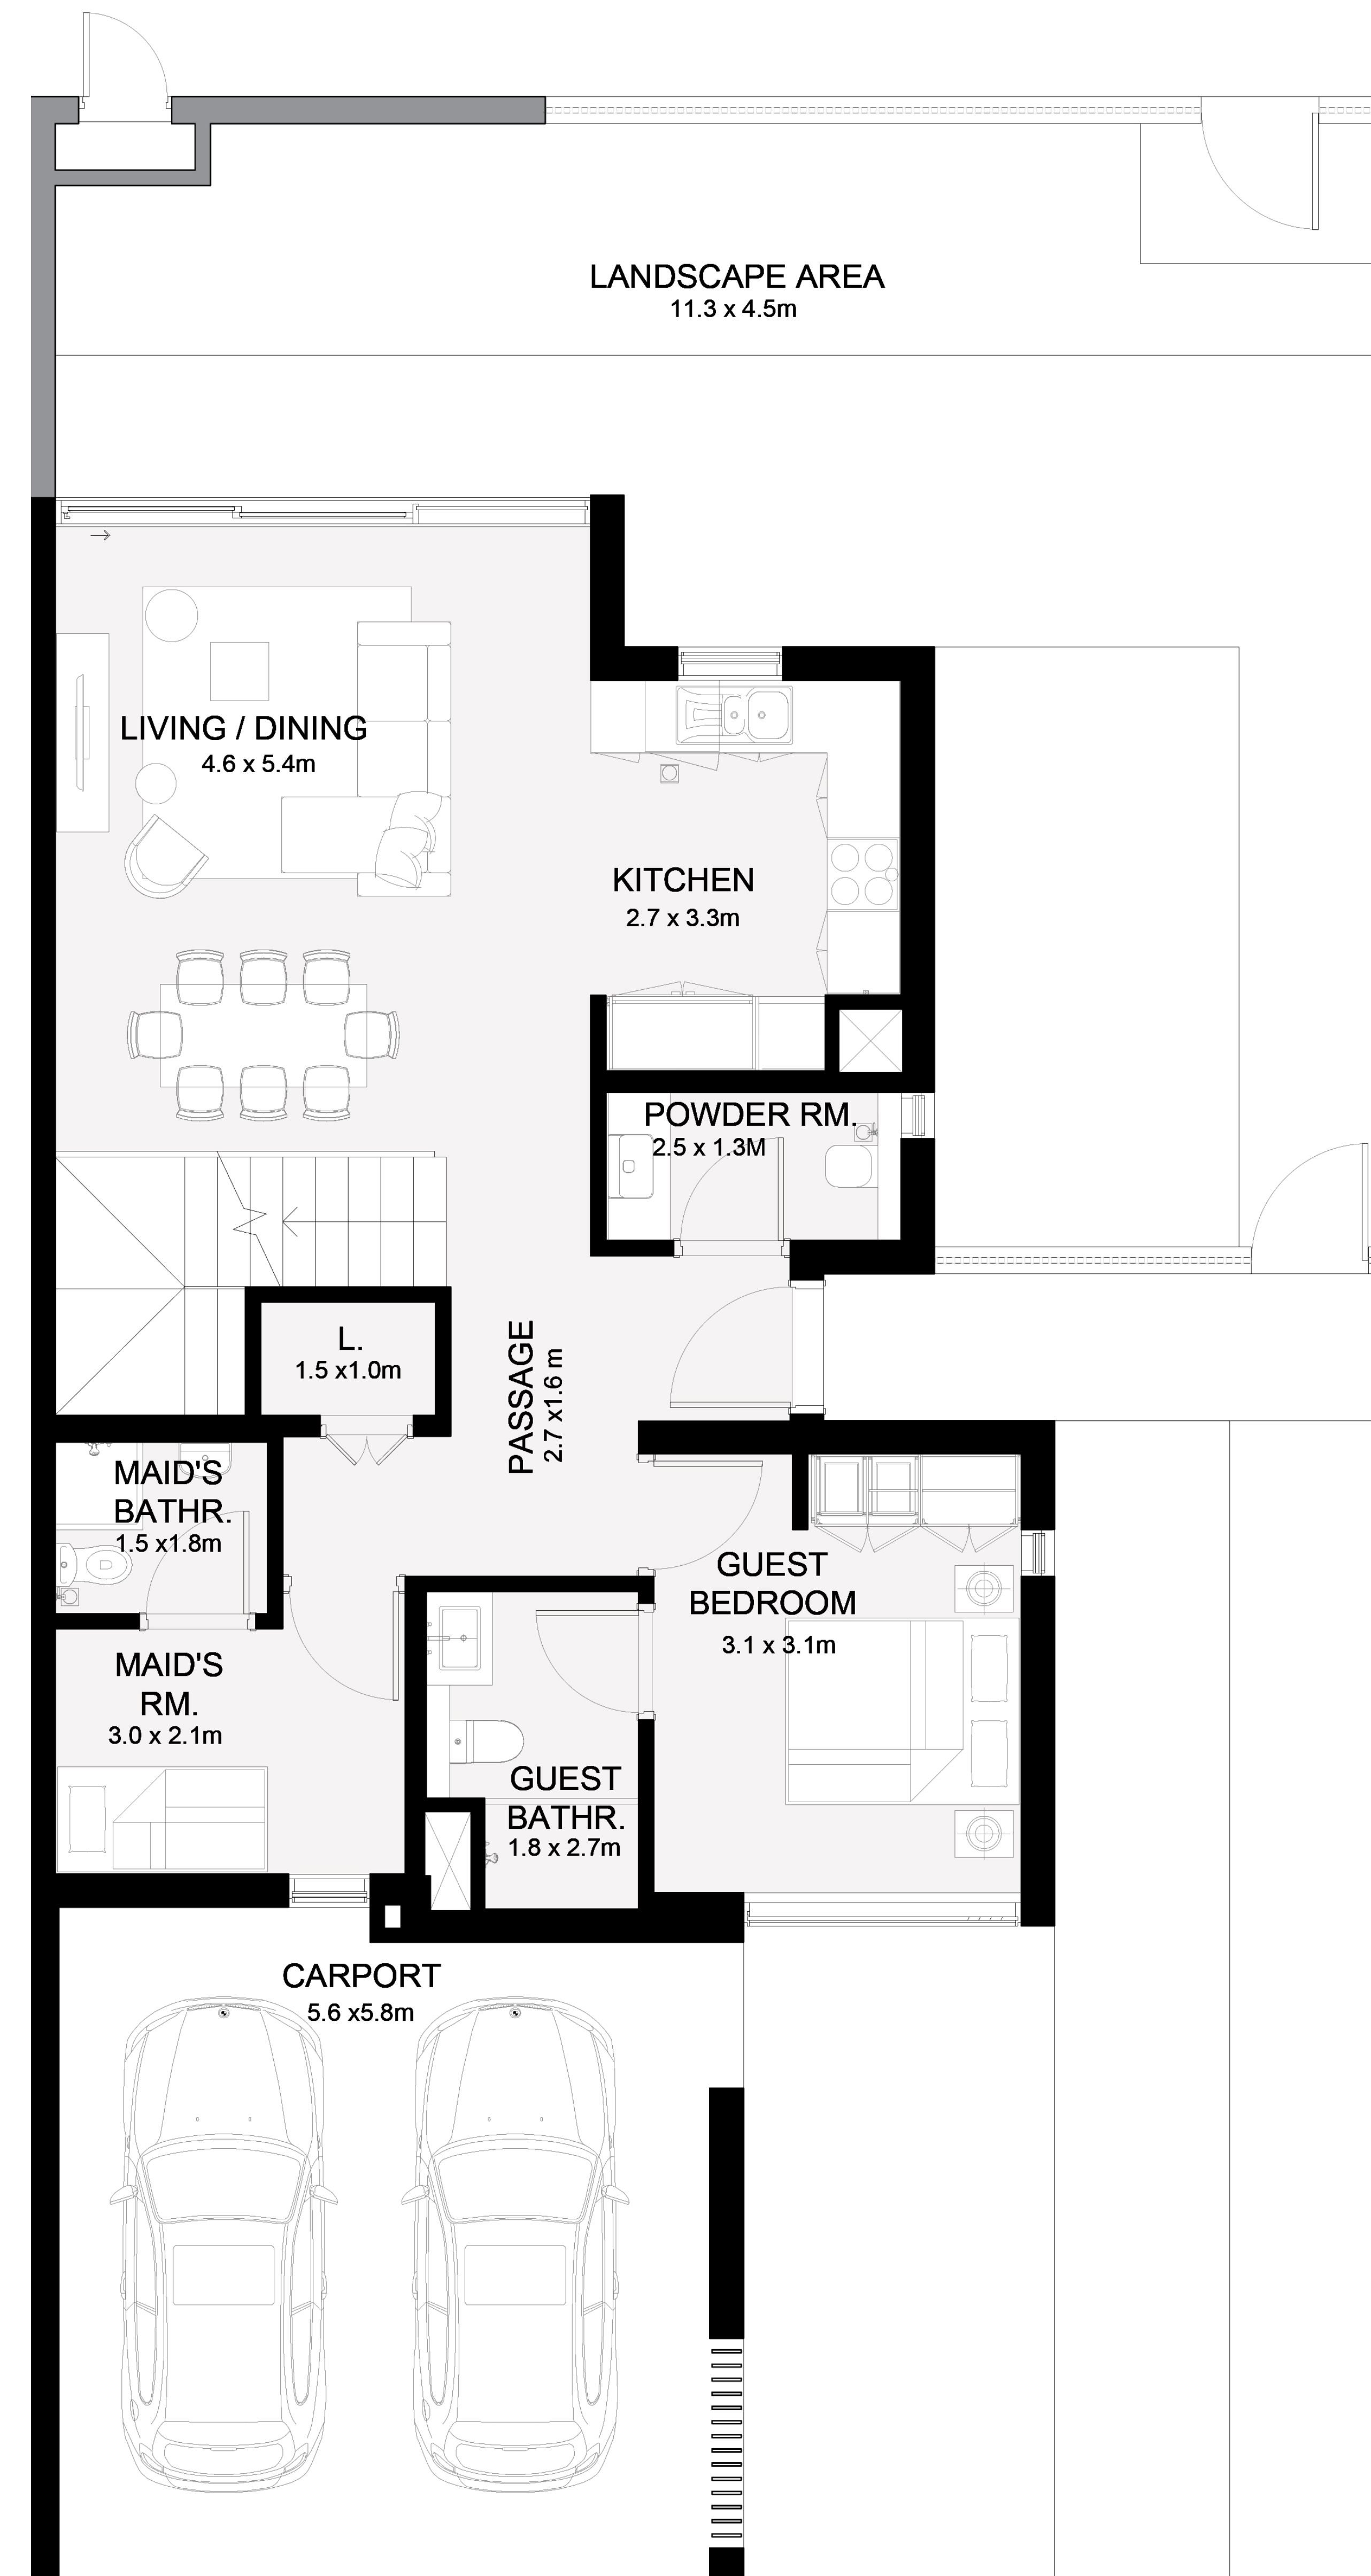 LANDSCAPE AREA
11.3 x 4.5m
LIVING / DINING
4.6 x 5.4m
KITCHEN
2.7 x 3.3m
POWDER RM.
2.5 x 1.3M
L.
1.5 x1.0m
PASSAGE
2.7 x1.6 m
MAID'S
BATHR.
1.5 x1.8m
GUEST
BEDROOM
3.1 x 3.1m
MAID'S
RM.
3.0 x 2.1m
GUEST
BATHR.
1.8 x 2.7m
CARPORT
5.6 x5.8m